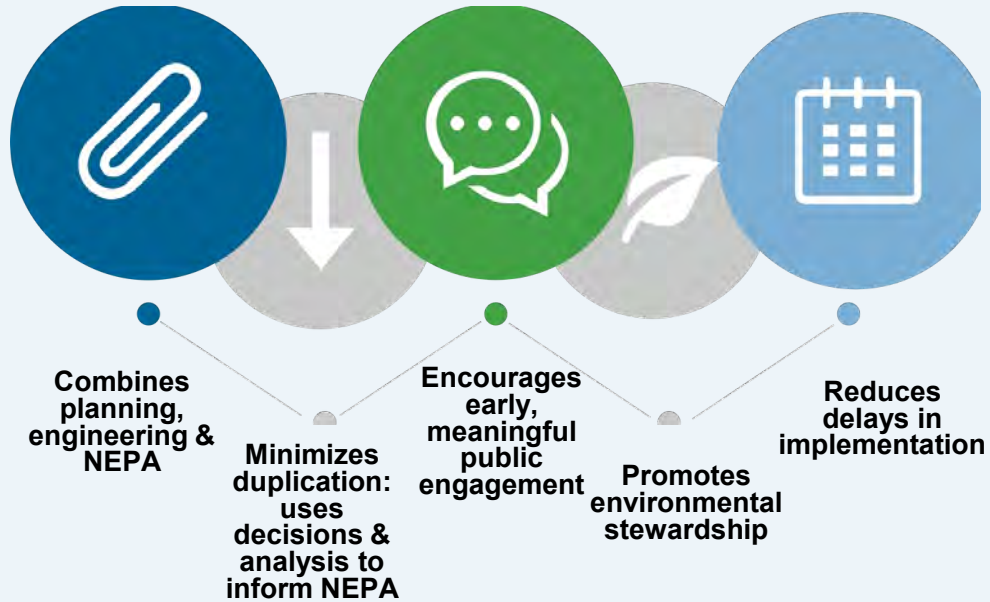 Combines
planning,
engineering &
NEPA
Minimizes
duplication:
uses
decisions &
analysis to
inform NEPA
Encourages
early,
meaningful
public
engagement
Promotes
environmental
stewardship
Reduces
delays in
implementation